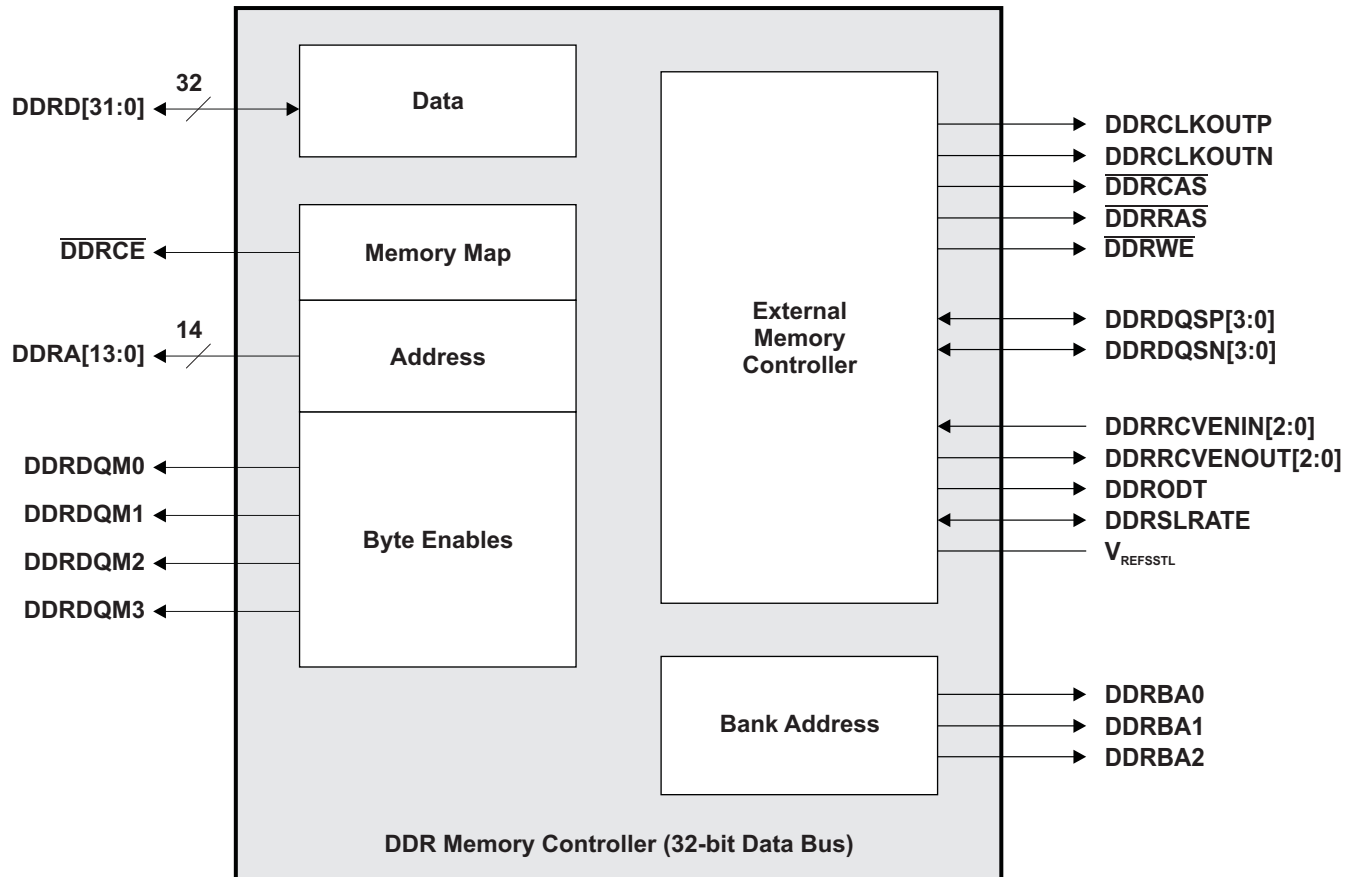 32
DDRD[31:0]
Data
DDRCE
Memory Map
14
DDRA[13:0]
Address
DDRDQM0
DDRDQM1
DDRDQM2
DDRDQM3
Byte Enables
External
Memory
Controller
DDRCLKOUTP
DDRCLKOUTN
DDRCAS
DDRRAS
DDRWE
DDRDQSP[3:0]
DDRDQSN[3:0]
DDRRCVENIN[2:0]
DDRRCVENOUT[2:0]
DDRODT
DDRSLRATE
VREFSSTL
Bank Address
DDRBA0
DDRBA1
DDRBA2
DDR Memory Controller (32-bit Data Bus)